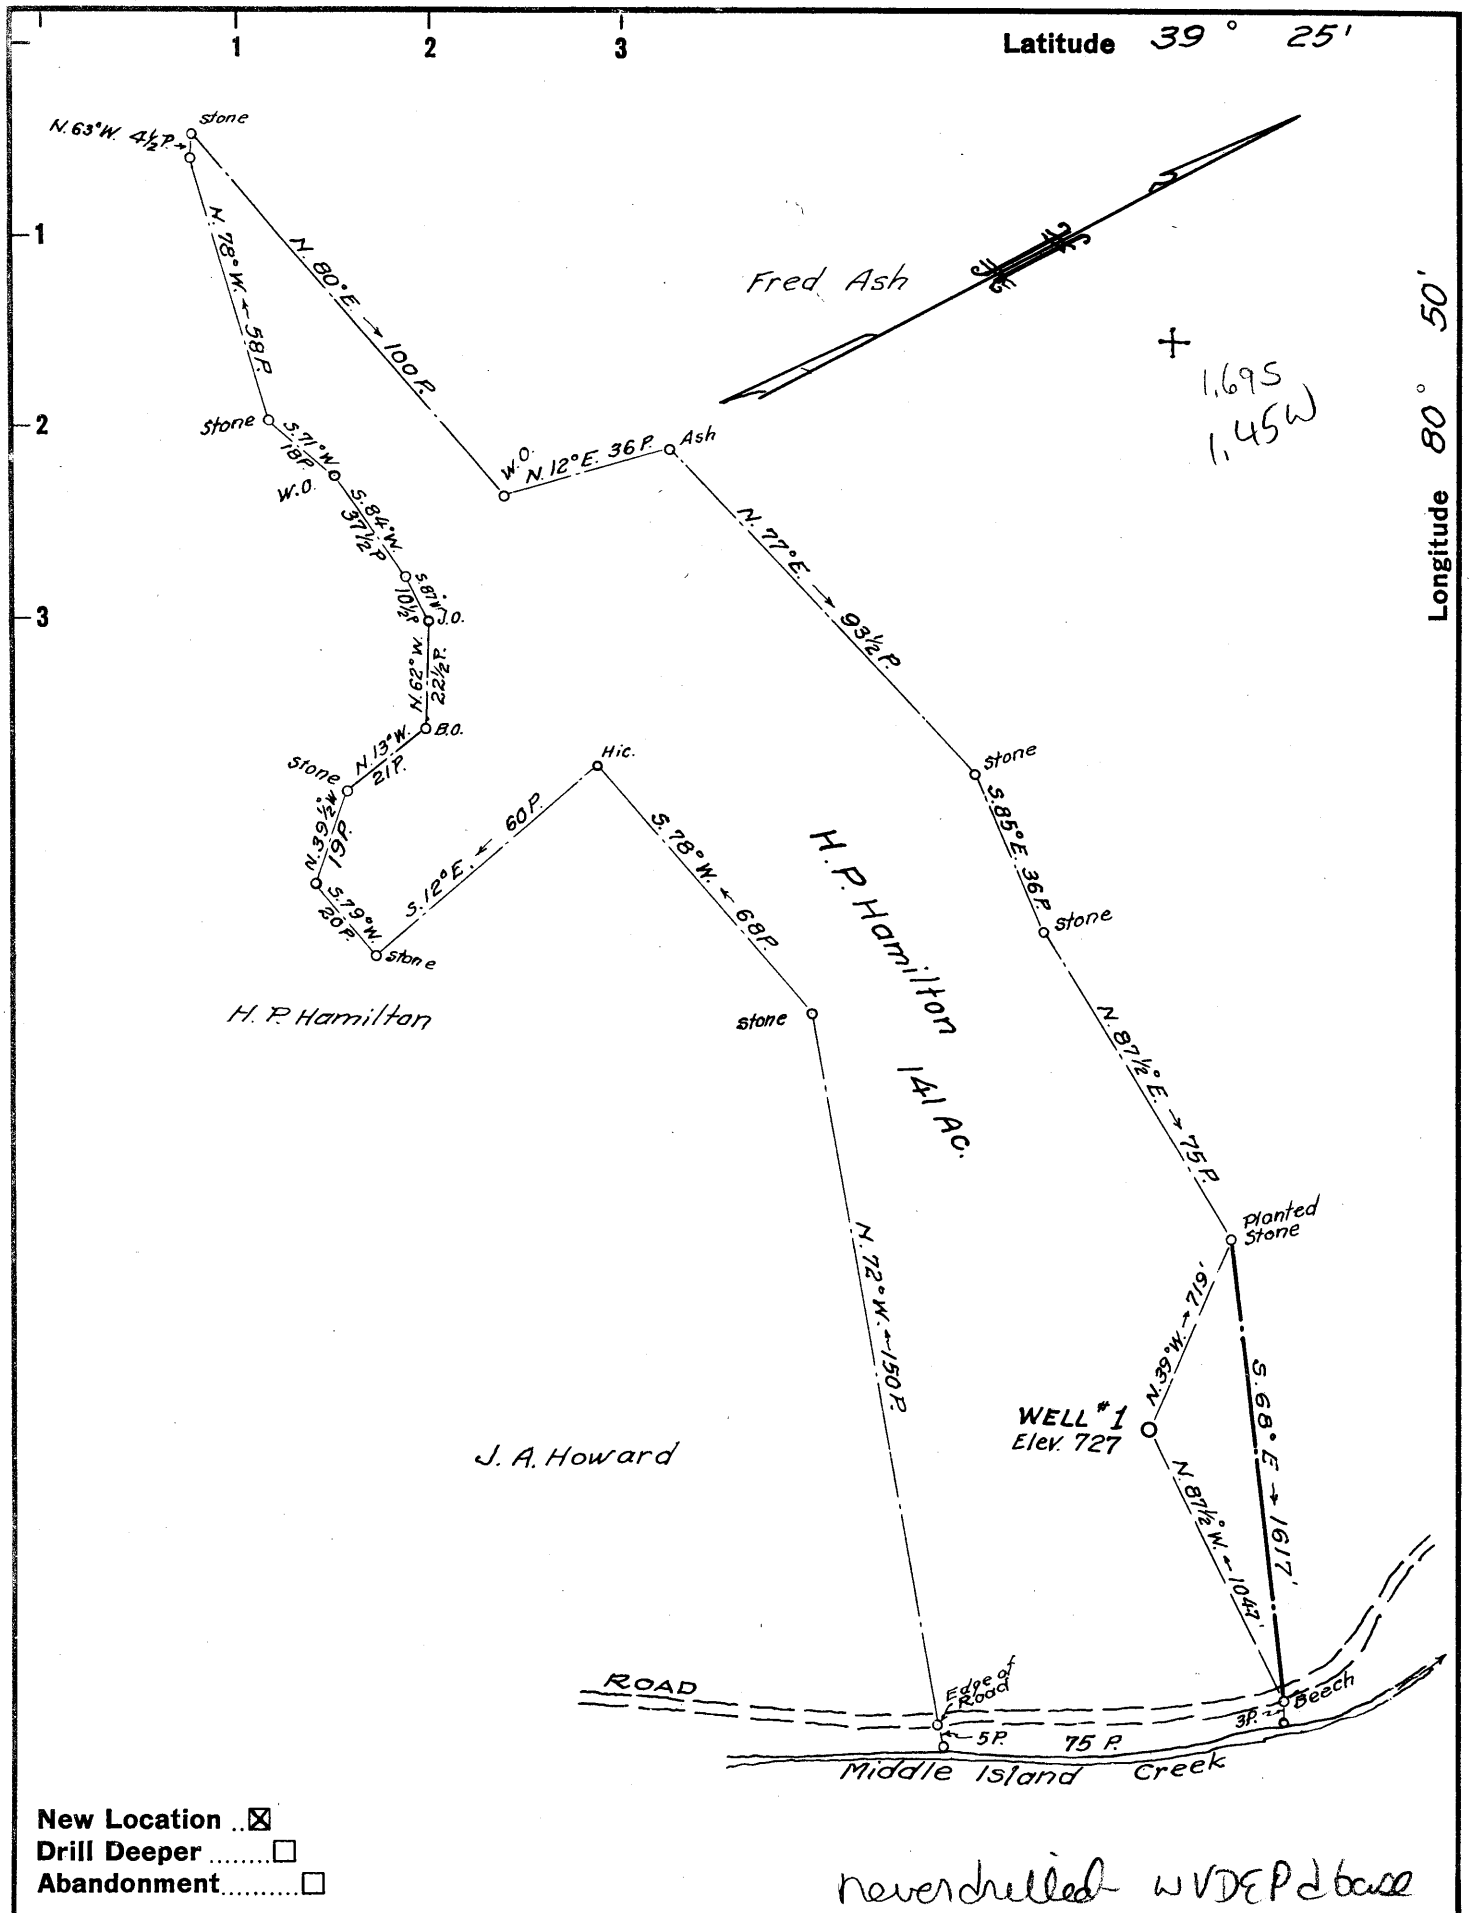 1
2
3
Latitude 39° 25'
Stone
N. 63° W. 4½ P.
N. 78° W. ← 58 P.
N. 80° E. → 100 P.
1
Fred Ash
1.69S
1.45W
Longitude 80° 50'
2
Stone
S. 71° W.
18 P.
W.O.
W.O.
N. 12° E. 36 P.
Ash
S. 84° W.
37½ P
S. 87° W.
10½ P
J.O.
3
N. 62° W.
22½ P.
B.O.
N. 13° W.
21 P.
Stone
N. 39½° W
19 P.
S. 79° W.
20 P.
Stone
Hic.
S. 12° E. ← 60 P.
S. 78° W. ← 68 P.
Stone
N. 77° E. → 93½ P.
Stone
S. 85° E. 36 P.
Stone
H. P. Hamilton
141 Ac.
H. P. Hamilton
N. 87½° E. → 75 P.
Planted
Stone
N. 72° W. ← 150 P.
N. 39° W. → 719'
S. 68° E → 1617'
WELL #1
Elev. 727
N. 87½° W. ← 1047'
J. A. Howard
ROAD
Edge of
Road
Beech
5 P.
75 P.
3 P.
Middle Island Creek
New Location ..☒
Drill Deeper ........☐
Abandonment..........☐
never drilled WVDEP dbase